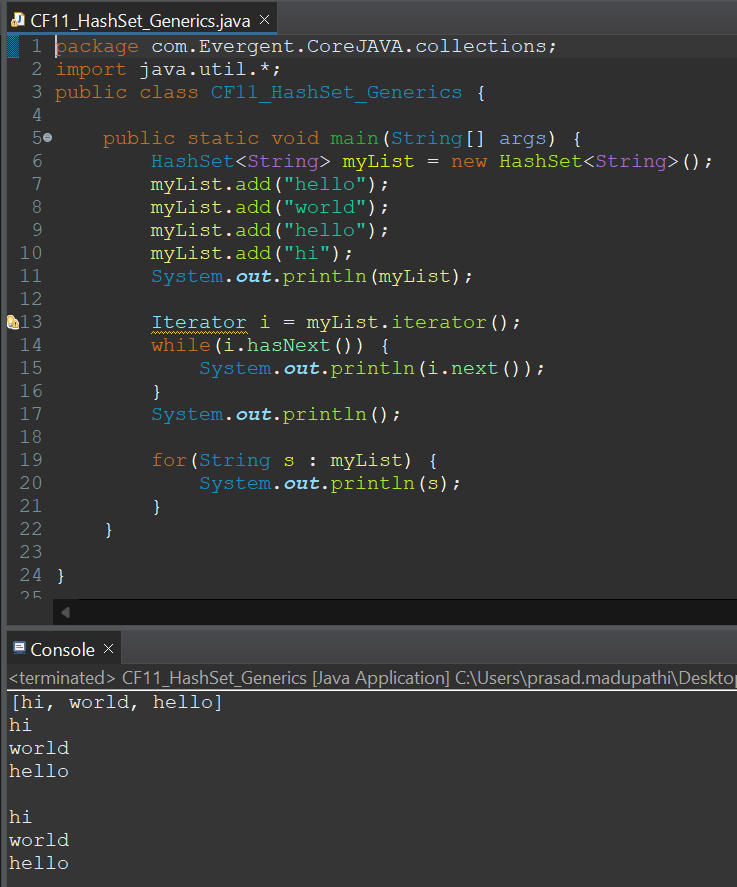 CF11_HashSet_Generics.java
1 package com.Evergent.CoreJAVA.collections;
2 import java.util.*;
3 public class CF11_HashSet_Generics {
4
5 public static void main(String[] args) {
6 HashSet<String> myList = new HashSet<String>();
7 myList.add("hello");
8 myList.add("world");
9 myList.add("hello");
10 myList.add("hi");
11 System.out.println(myList);
12
13 Iterator i = myList.iterator();
14 while(i.hasNext()) {
15 System.out.println(i.next());
16 }
17 System.out.println();
18
19 for(String s : myList) {
20 System.out.println(s);
21 }
22 }
23
24 }
25
Console
<terminated> CF11_HashSet_Generics [Java Application] C:\Users\prasad.madupathi\Deskto
[hi, world, hello]
hi
world
hello
hi
world
hello